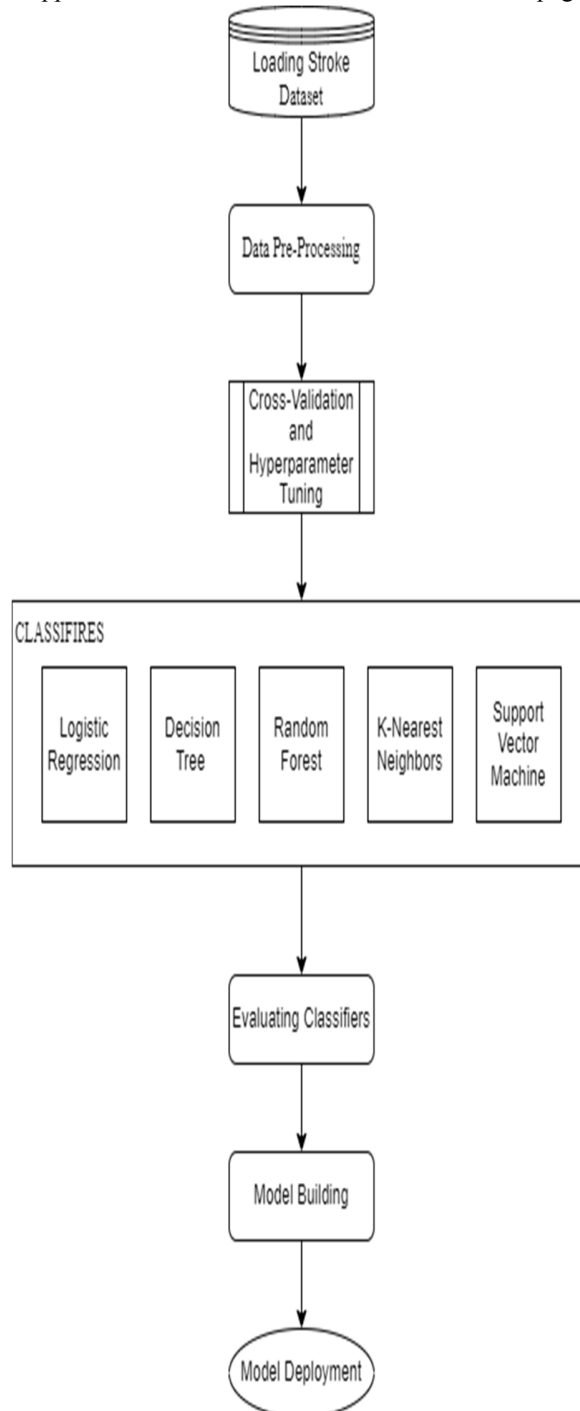 Loading Stroke
Dataset
Data Pre-Processing
Cross-Validation
and
Hyperparameter
Tuning
CLASSIFIRES
Logistic
Regression
Decision
Tree
Random
Forest
K-Nearest
Neighbors
Support
Vector
Machine
Evaluating Classifiers
Model Building
Model Deployment